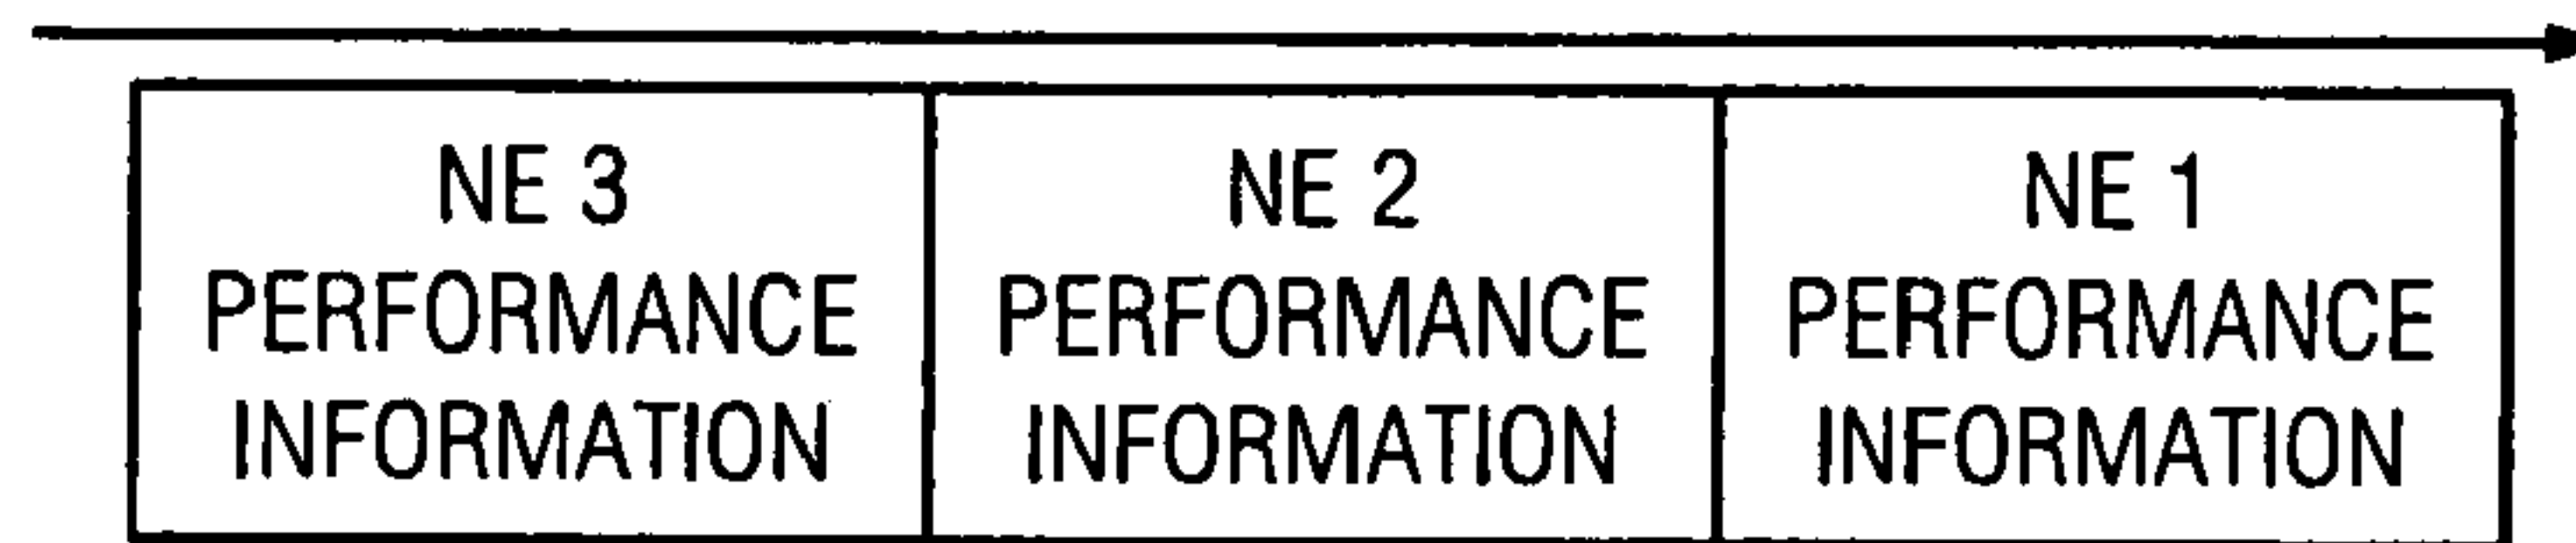 NE 3
PERFORMANCE
INFORMATION
NE 2
PERFORMANCE
INFORMATION
NE 1
PERFORMANCE
INFORMATION